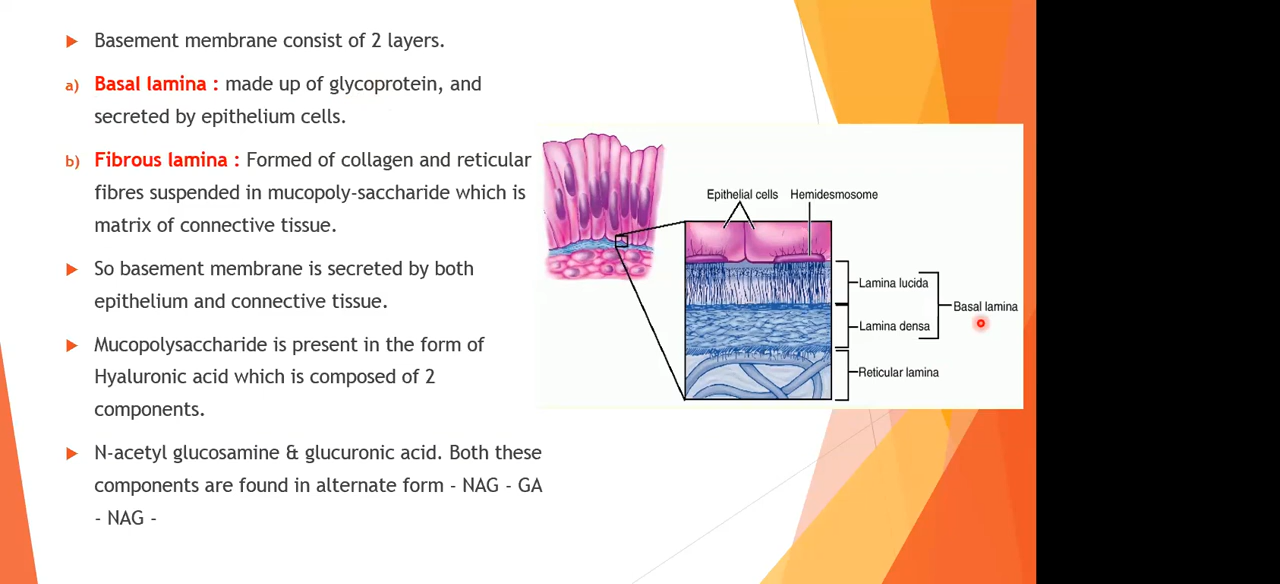 Basement membrane consist of 2 layers.
a) Basal lamina : made up of glycoprotein, and
secreted by epithelium cells.
b) Fibrous lamina : Formed of collagen and reticular
fibres suspended in mucopoly-saccharide which is
matrix of connective tissue.
So basement membrane is secreted by both
epithelium and connective tissue.
Mucopolysaccharide is present in the form of
Hyaluronic acid which is composed of 2
components.
N-acetyl glucosamine & glucuronic acid. Both these
components are found in alternate form - NAG - GA
- NAG -
Epithelial cells
Hemidesmosome
Lamina lucida
Basal lamina
Lamina densa
Reticular lamina